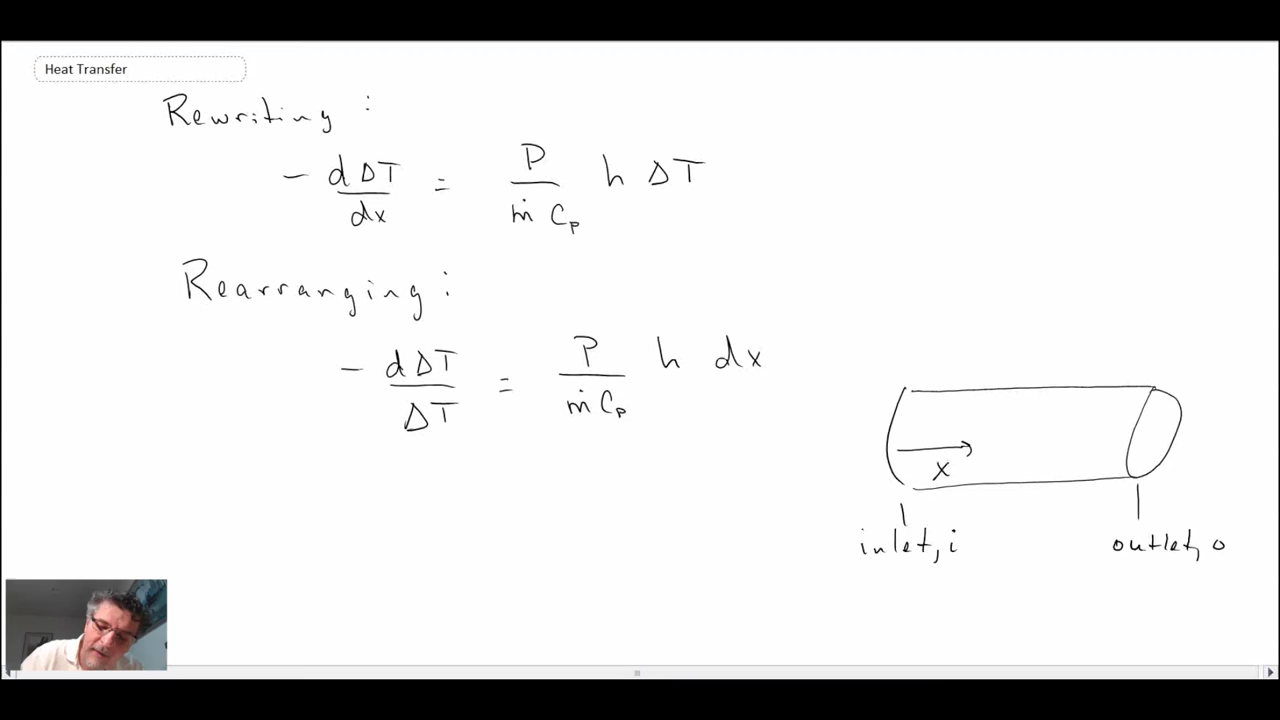 Heat Transfer
Rewriting :
- dΔT/dx = P/ṁ Cₚ h ΔT
Rearranging :
- dΔT/ΔT = P/ṁ Cₚ h dx
x
inlet, i
outlet, o